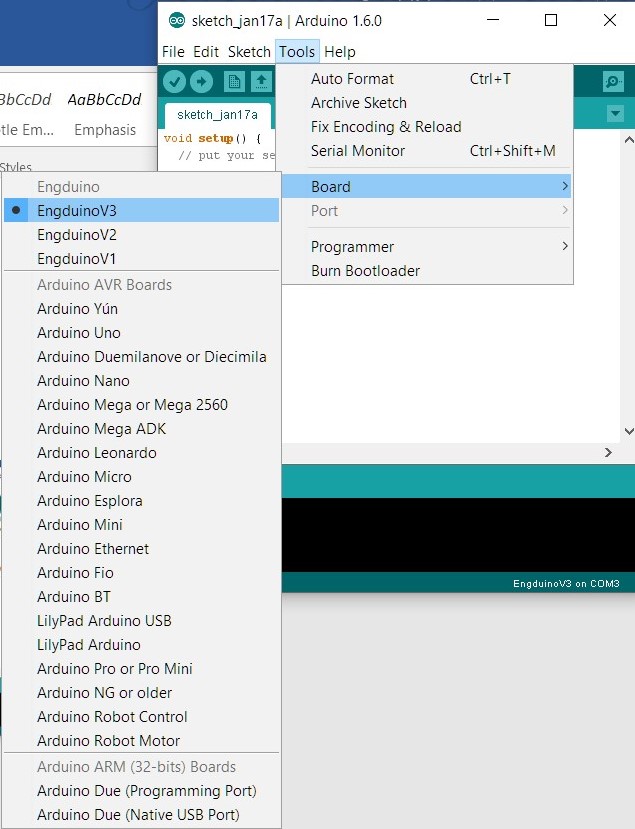 sketch_jan17a | Arduino 1.6.0
File Edit Sketch Tools Help
AaBbCcDd
Emphasis
Styles
sketch_jan17a
void setup() {
// put your se
Auto Format Ctrl+T
Archive Sketch
Fix Encoding & Reload
Serial Monitor Ctrl+Shift+M
Board
Port
Programmer
Burn Bootloader
Engduino
EngduinoV3
EngduinoV2
EngduinoV1
Arduino AVR Boards
Arduino Yún
Arduino Uno
Arduino Duemilanove or Diecimila
Arduino Nano
Arduino Mega or Mega 2560
Arduino Mega ADK
Arduino Leonardo
Arduino Micro
Arduino Esplora
Arduino Mini
Arduino Ethernet
Arduino Fio
Arduino BT
LilyPad Arduino USB
LilyPad Arduino
Arduino Pro or Pro Mini
Arduino NG or older
Arduino Robot Control
Arduino Robot Motor
Arduino ARM (32-bits) Boards
Arduino Due (Programming Port)
Arduino Due (Native USB Port)
EngduinoV3 on COM3